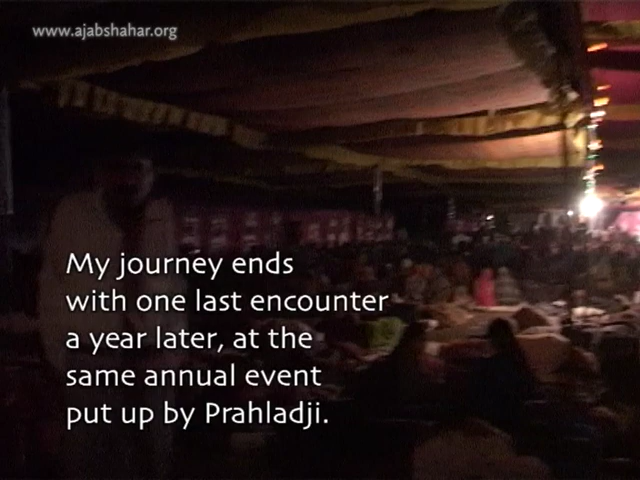 www.ajabshahar.org
My journey ends
with one last encounter
a year later, at the
same annual event
put up by Prahladji.